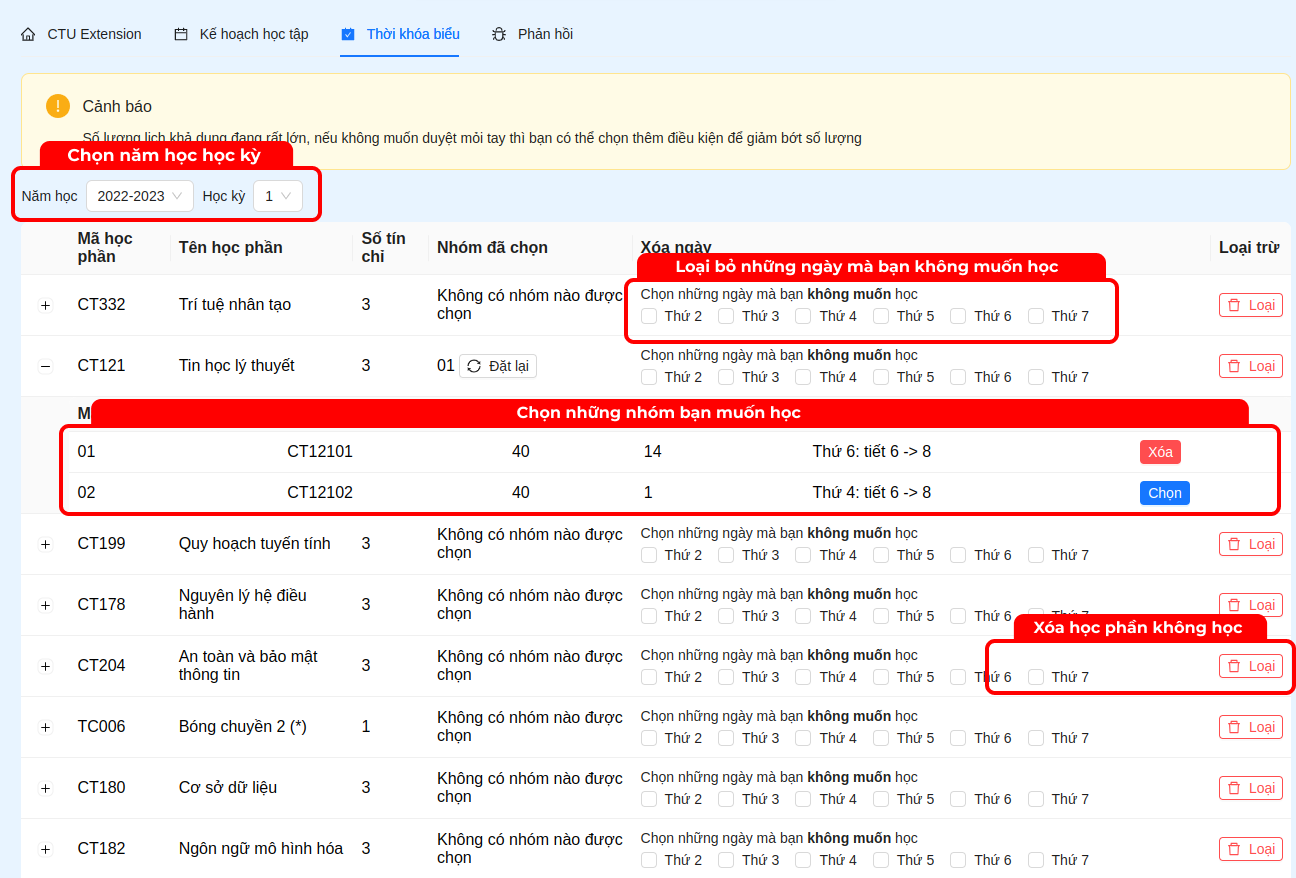 CTU Extension
Kế hoạch học tập
Thời khóa biểu
Phản hồi
Cảnh báo
Số lượng lịch khả dụng đang rất lớn, nếu không muốn duyệt mỏi tay thì bạn có thể chọn thêm điều kiện để giảm bớt số lượng
Chọn năm học học kỳ
Năm học 2022-2023 Học kỳ 1
Mã học phần Tên học phần Số tín chỉ Nhóm đã chọn Xóa ngày Loại trừ
Loại bỏ những ngày mà bạn không muốn học
CT332 Trí tuệ nhân tạo 3 Không có nhóm nào được chọn
Chọn những ngày mà bạn không muốn học
Thứ 2 Thứ 3 Thứ 4 Thứ 5 Thứ 6 Thứ 7
Loại
CT121 Tin học lý thuyết 3 01 Đặt lại
Chọn những ngày mà bạn không muốn học
Thứ 2 Thứ 3 Thứ 4 Thứ 5 Thứ 6 Thứ 7
Loại
Chọn những nhóm bạn muốn học
01 CT12101 40 14 Thứ 6: tiết 6 -> 8 Xóa
02 CT12102 40 1 Thứ 4: tiết 6 -> 8 Chọn
CT199 Quy hoạch tuyến tính 3 Không có nhóm nào được chọn
Chọn những ngày mà bạn không muốn học
Thứ 2 Thứ 3 Thứ 4 Thứ 5 Thứ 6 Thứ 7
Loại
CT178 Nguyên lý hệ điều hành 3 Không có nhóm nào được chọn
Chọn những ngày mà bạn không muốn học
Thứ 2 Thứ 3 Thứ 4 Thứ 5 Thứ 6 Thứ 7
Loại
Xóa học phần không học
CT204 An toàn và bảo mật thông tin 3 Không có nhóm nào được chọn
Chọn những ngày mà bạn không muốn học
Thứ 2 Thứ 3 Thứ 4 Thứ 5 Thứ 6 Thứ 7
Loại
TC006 Bóng chuyền 2 (*) 1 Không có nhóm nào được chọn
Chọn những ngày mà bạn không muốn học
Thứ 2 Thứ 3 Thứ 4 Thứ 5 Thứ 6 Thứ 7
Loại
CT180 Cơ sở dữ liệu 3 Không có nhóm nào được chọn
Chọn những ngày mà bạn không muốn học
Thứ 2 Thứ 3 Thứ 4 Thứ 5 Thứ 6 Thứ 7
Loại
CT182 Ngôn ngữ mô hình hóa 3 Không có nhóm nào được chọn
Chọn những ngày mà bạn không muốn học
Thứ 2 Thứ 3 Thứ 4 Thứ 5 Thứ 6 Thứ 7
Loại